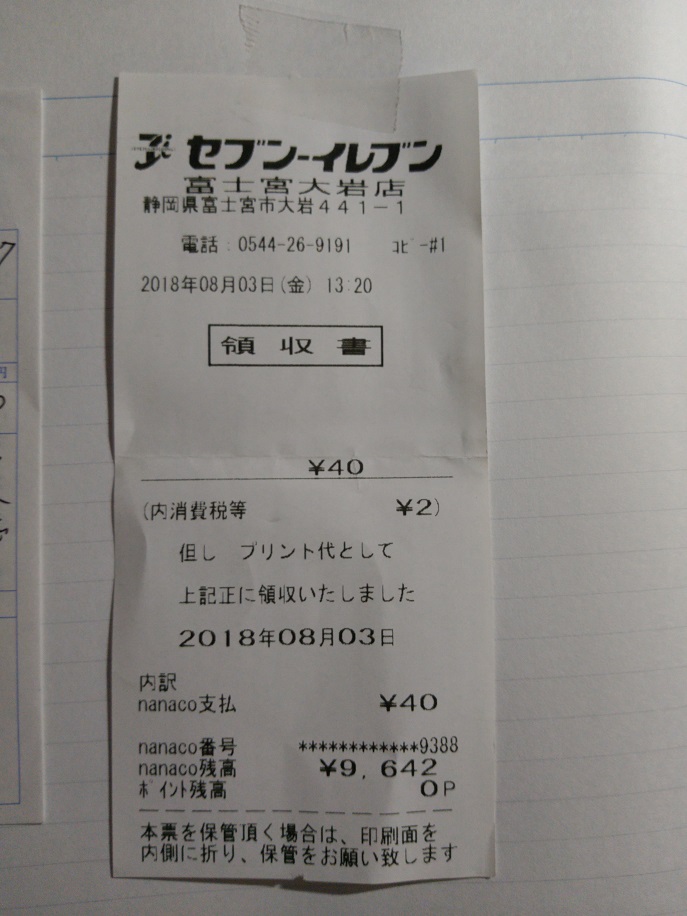 セブン-イレブン
富士宮大岩店
静岡県富士宮市大岩441-1
電話:0544-26-9191 コピー#1
2018年08月03日(金) 13:20
領収書
¥40
(内消費税等 ¥2)
但し プリント代として
上記正に領収いたしました
2018年08月03日
内訳
nanaco支払 ¥40
nanaco番号 ************9388
nanaco残高 ¥9,642
ポイント残高 0P
本票を保管頂く場合は、印刷面を
内側に折り、保管をお願い致します
円